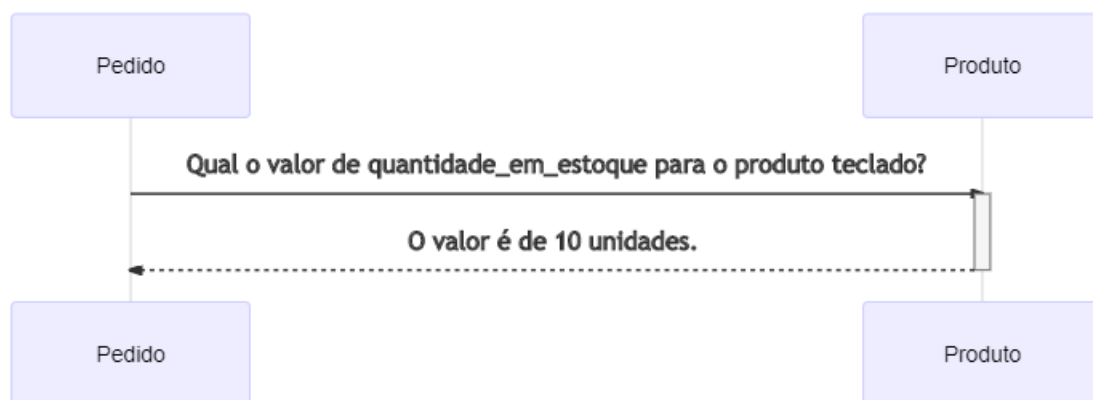 Pedido
Produto
Qual o valor de quantidade_em_estoque para o produto teclado?
O valor é de 10 unidades.
Pedido
Produto